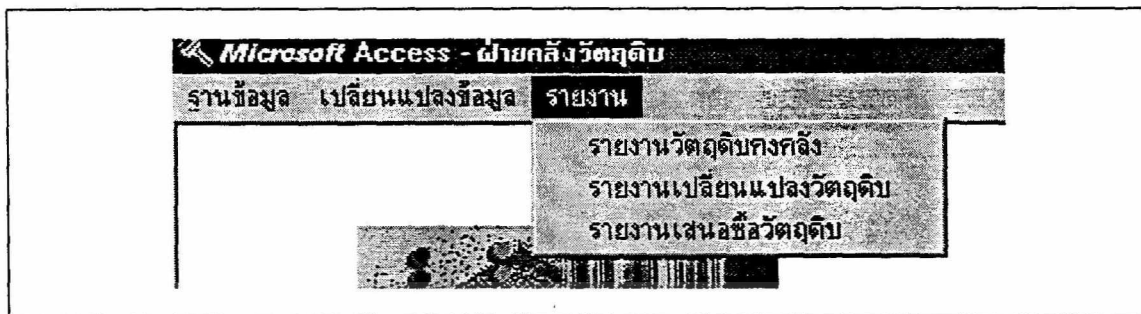 Microsoft Access - ฝ่ายคลังวัตถุดิบ
ฐานข้อมูล เปลี่ยนแปลงข้อมูล รายงาน
รายงานวัตถุดิบคงคลัง
รายงานเปลี่ยนแปลงวัตถุดิบ
รายงานเสนอซื้อวัตถุดิบ